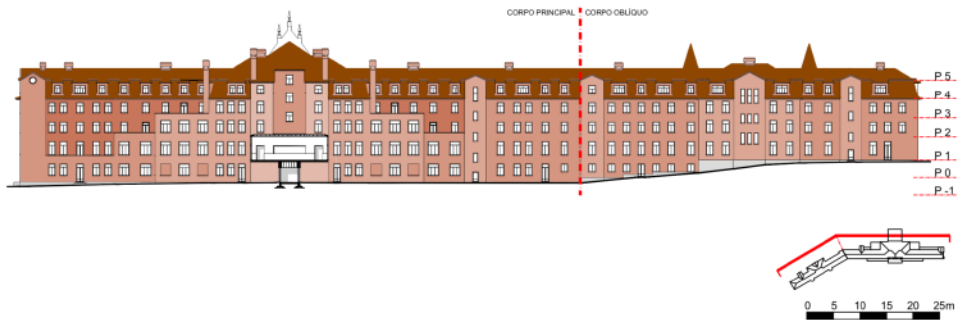 CORPO PRINCIPAL CORPO OBLÍQUO
P 5
P 4
P 3
P 2
P 1
P 0
P -1
0 5 10 15 20 25m